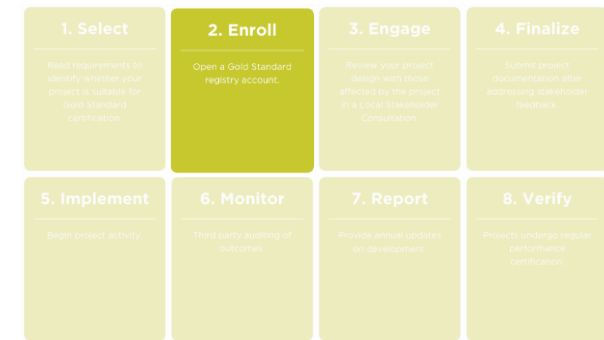 1. Select
Read requirements to
identify whether your
project is suitable for
Gold Standard
certification.
2. Enroll
Open a Gold Standard
registry account.
3. Engage
Review your project
design with those
affected by the project
in a Local Stakeholder
Consultation.
4. Finalize
Submit project
documentation after
addressing stakeholder
feedback.
5. Implement
Begin project activity.
6. Monitor
Third party auditing of
outcomes.
7. Report
Provide annual updates
on development.
8. Verify
Projects undergo regular
performance
certification.